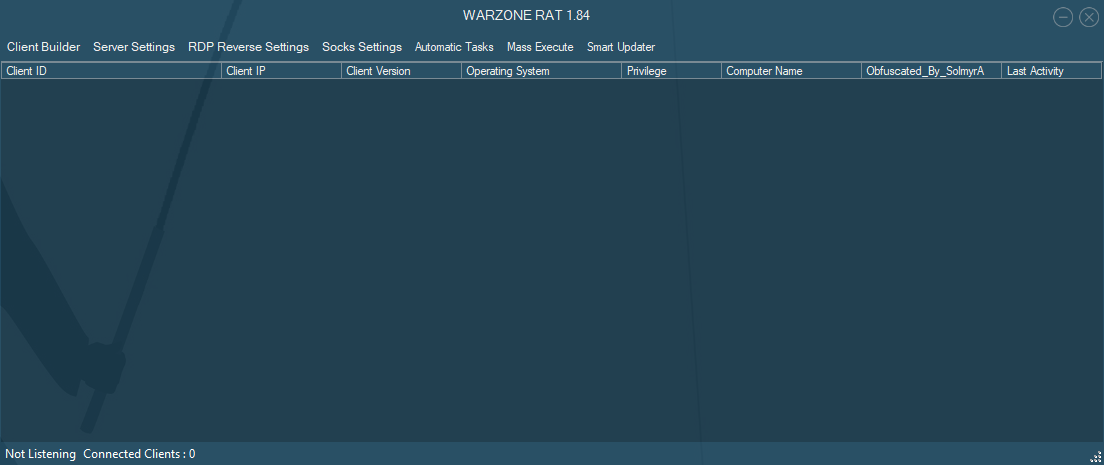 WARZONE RAT 1.84
Client Builder Server Settings RDP Reverse Settings Socks Settings Automatic Tasks Mass Execute Smart Updater
Client ID Client IP Client Version Operating System Privilege Computer Name Obfuscated_By_SolmyrA Last Activity
Not Listening Connected Clients : 0